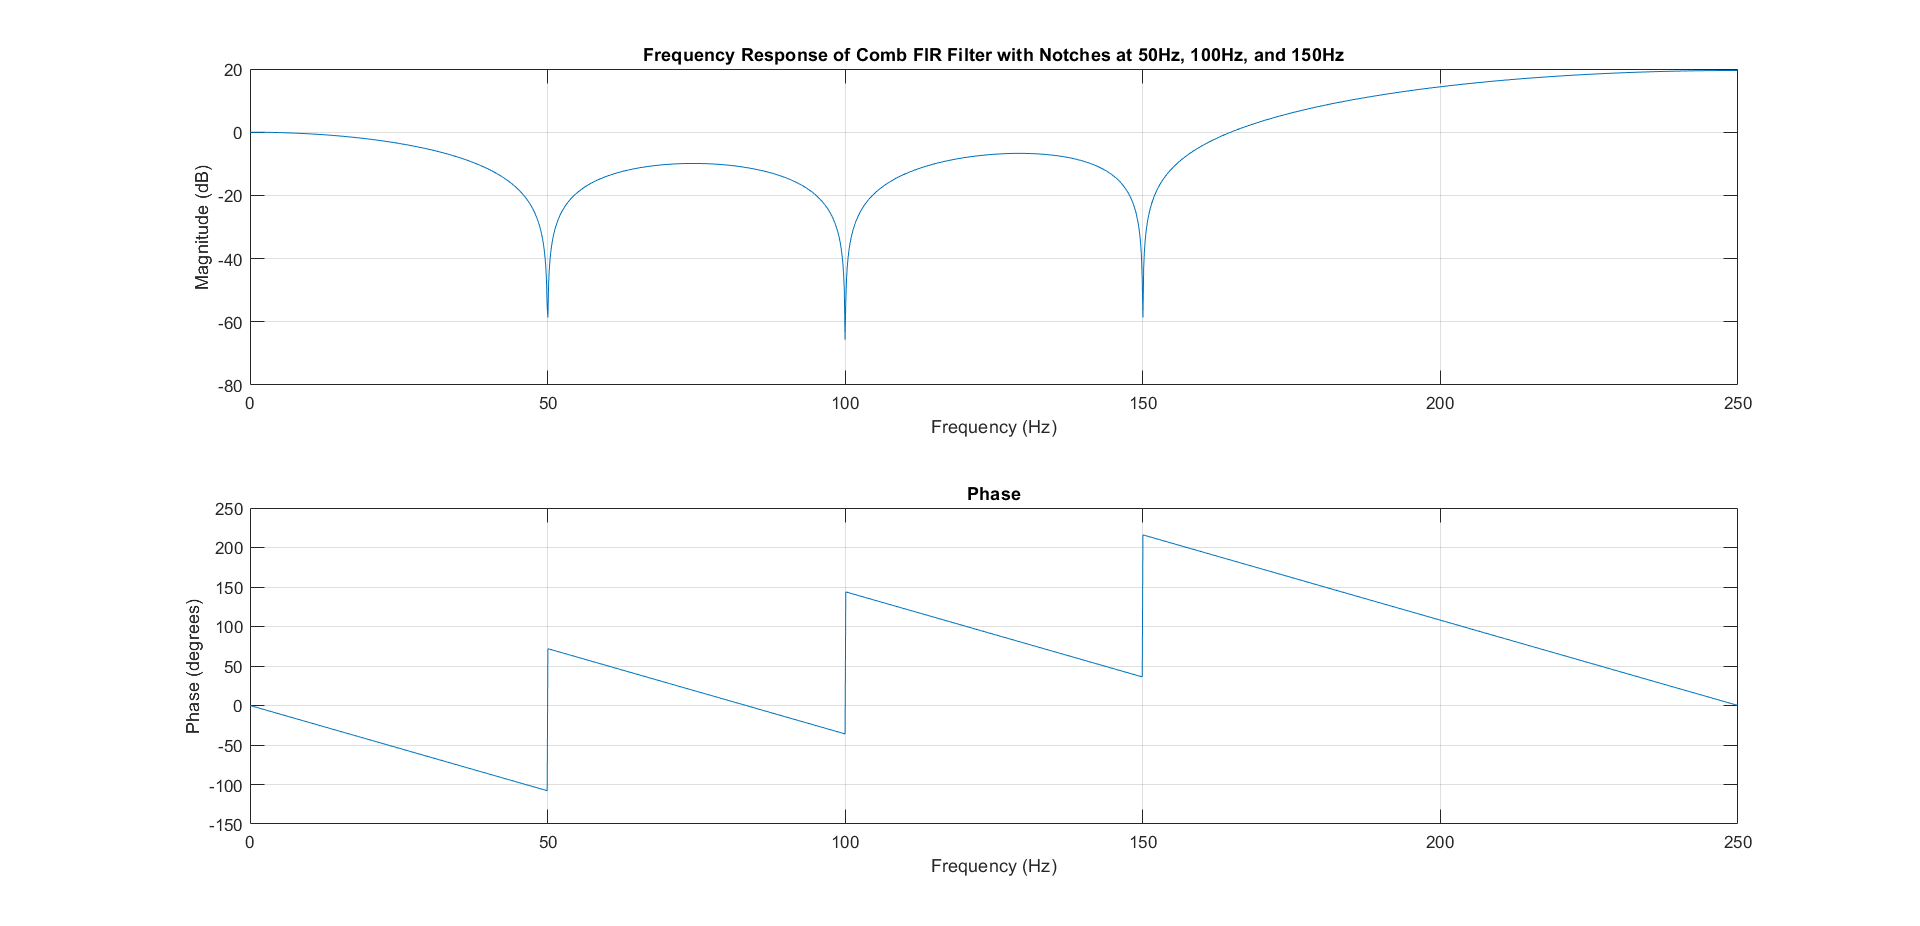 Frequency Response of Comb FIR Filter with Notches at 50Hz, 100Hz, and 150Hz
20
0
-20
-40
-60
-80
Magnitude (dB)
0 50 100 150 200 250
Frequency (Hz)
Phase
250
200
150
100
50
0
-50
-100
-150
Phase (degrees)
0 50 100 150 200 250
Frequency (Hz)